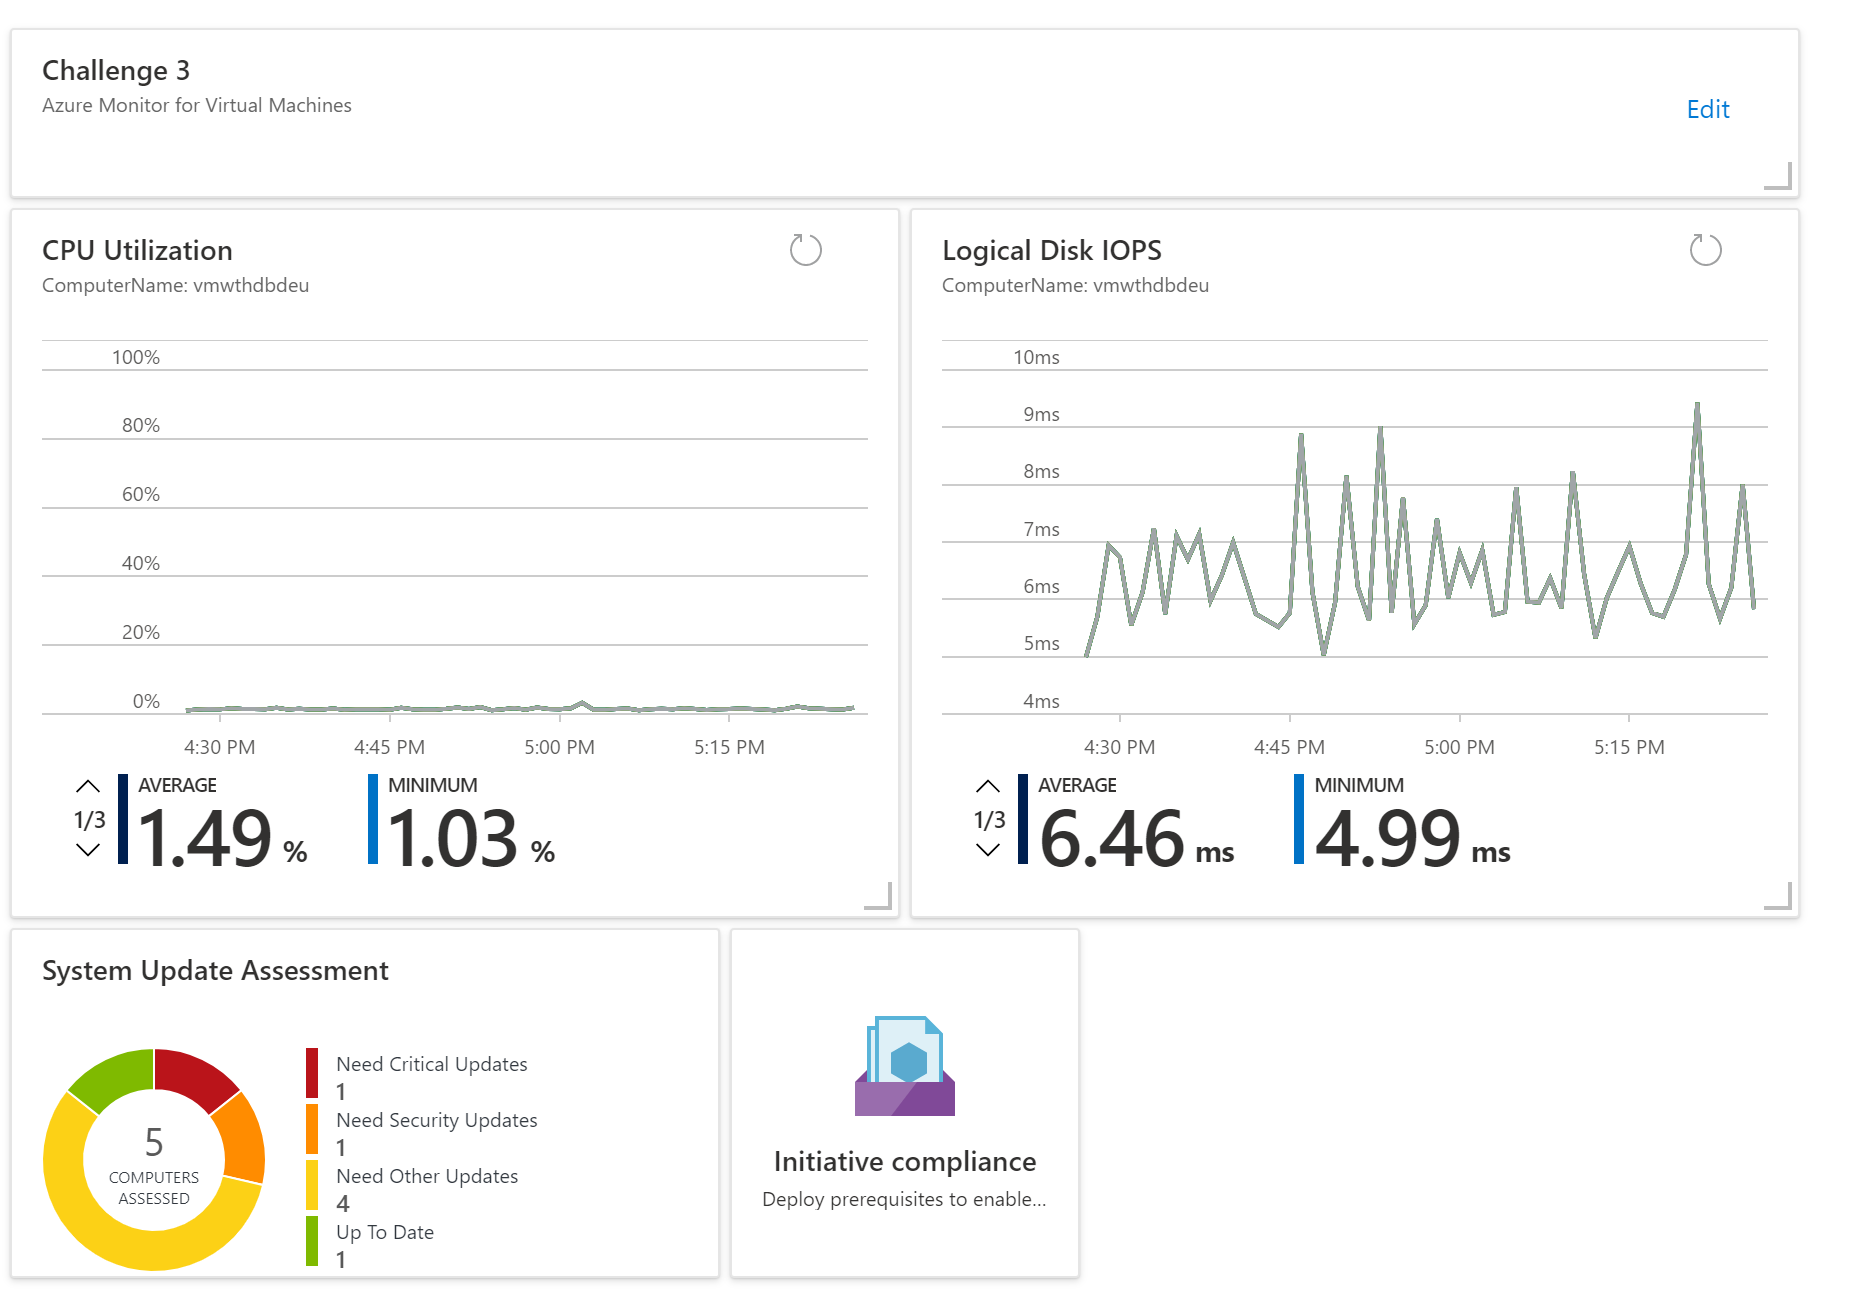 Challenge 3
Azure Monitor for Virtual Machines
Edit
CPU Utilization
ComputerName: vmwthdbdeu
100%
80%
60%
40%
20%
0%
4:30 PM 4:45 PM 5:00 PM 5:15 PM
1/3
AVERAGE
1.49 %
MINIMUM
1.03 %
Logical Disk IOPS
ComputerName: vmwthdbdeu
10ms
9ms
8ms
7ms
6ms
5ms
4ms
4:30 PM 4:45 PM 5:00 PM 5:15 PM
1/3
AVERAGE
6.46 ms
MINIMUM
4.99 ms
System Update Assessment
5
COMPUTERS
ASSESSED
Need Critical Updates
1
Need Security Updates
1
Need Other Updates
4
Up To Date
1
Initiative compliance
Deploy prerequisites to enable...